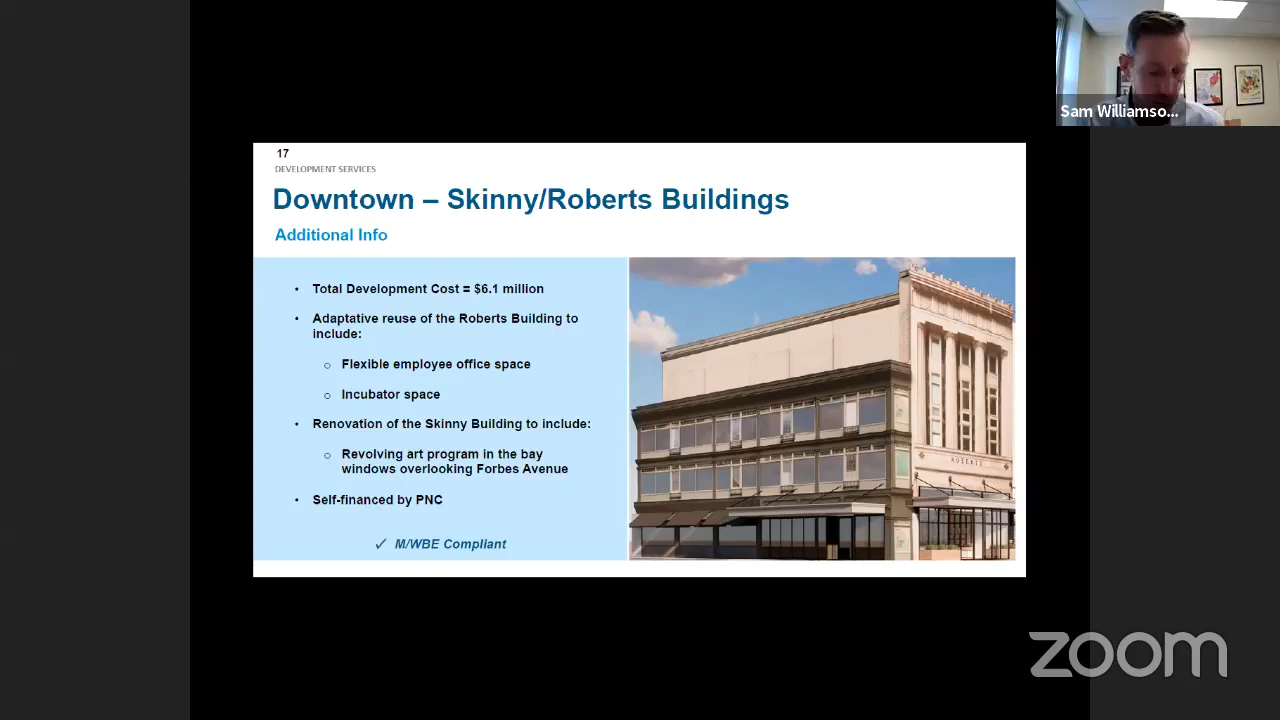 Sam Williamso...
17
DEVELOPMENT SERVICES
Downtown – Skinny/Roberts Buildings
Additional Info
• Total Development Cost = $6.1 million
• Adaptative reuse of the Roberts Building to
include:
○ Flexible employee office space
○ Incubator space
• Renovation of the Skinny Building to include:
○ Revolving art program in the bay
windows overlooking Forbes Avenue
• Self-financed by PNC
✓ M/WBE Compliant
ROBERTS
zoom